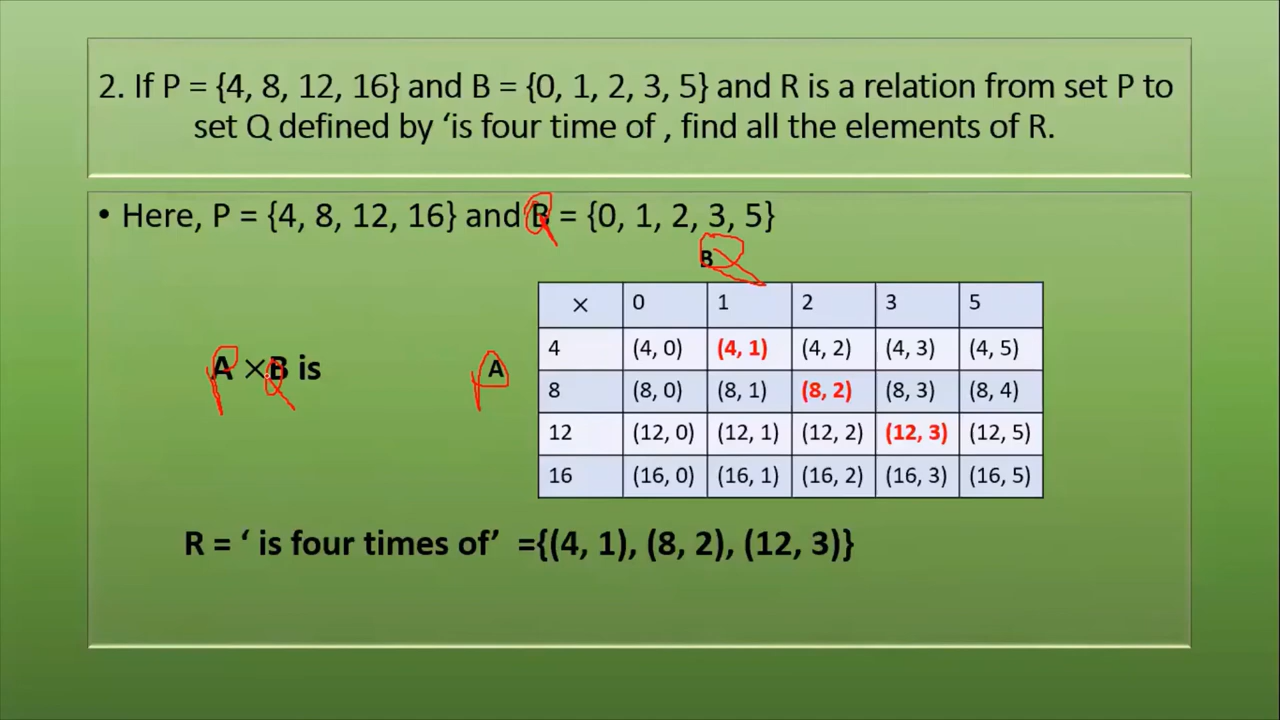 2. If P = {4, 8, 12, 16} and B = {0, 1, 2, 3, 5} and R is a relation from set P to
set Q defined by ‘is four time of , find all the elements of R.
• Here, P = {4, 8, 12, 16} and B = {0, 1, 2, 3, 5}
B
A × B is
A
× 0 1 2 3 5
4 (4, 0) (4, 1) (4, 2) (4, 3) (4, 5)
8 (8, 0) (8, 1) (8, 2) (8, 3) (8, 4)
12 (12, 0) (12, 1) (12, 2) (12, 3) (12, 5)
16 (16, 0) (16, 1) (16, 2) (16, 3) (16, 5)
R = ‘ is four times of’ ={(4, 1), (8, 2), (12, 3)}